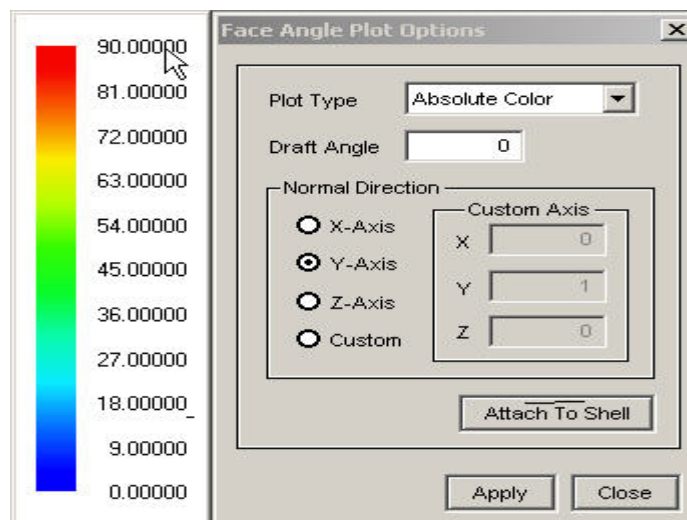 90.00000
81.00000
72.00000
63.00000
54.00000
45.00000
36.00000
27.00000
18.00000
9.00000
0.00000
Face Angle Plot Options
Plot Type Absolute Color
Draft Angle 0
Normal Direction
X-Axis
Y-Axis
Z-Axis
Custom
Custom Axis
X 0
Y 1
Z 0
Attach To Shell
Apply Close